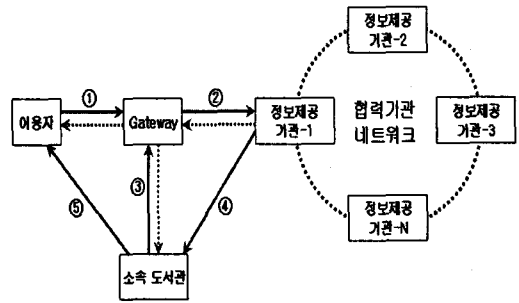 정보제공
기관-2
①
②
이용자
Gateway
정보제공
기관-1
협력기관
네트워크
정보제공
기관-3
③
④
⑤
정보제공
기관-N
소속 도서관